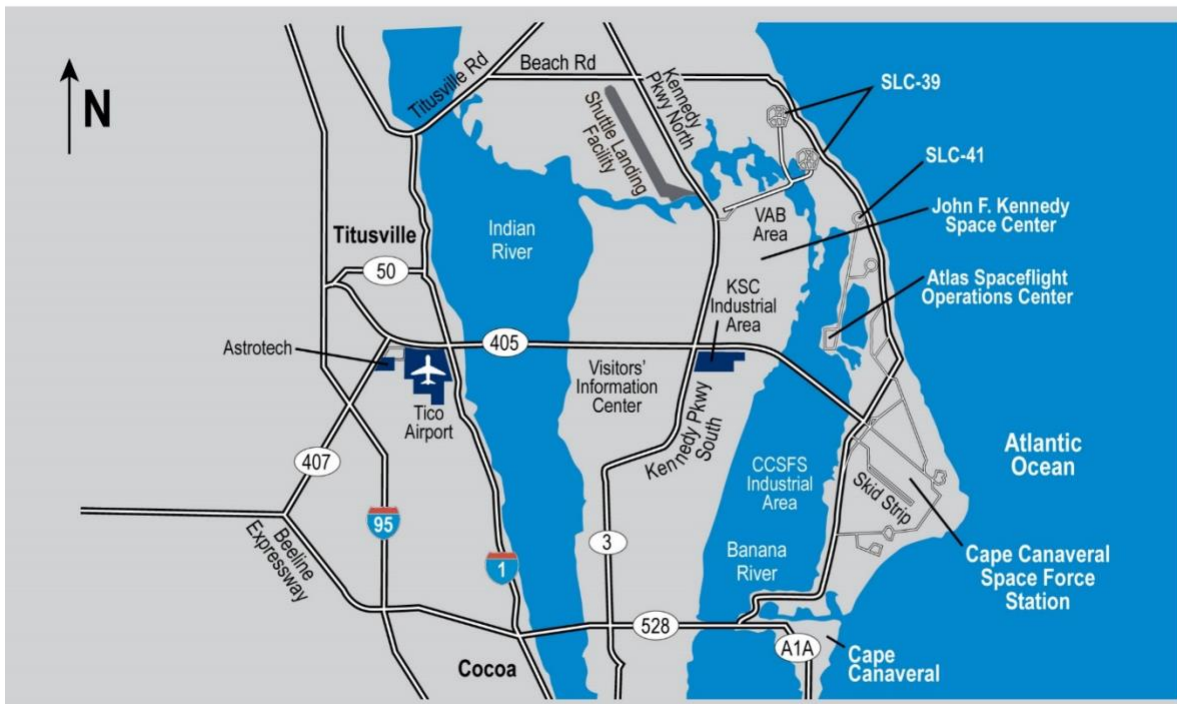 N
Titusville Rd
Beach Rd
Kennedy
Pkwy North
Shuttle Landing
Facility
SLC-39
SLC-41
John F. Kennedy
Space Center
VAB
Area
Indian
River
Titusville
50
KSC
Industrial
Area
Atlas Spaceflight
Operations Center
Astrotech
405
Visitors'
Information
Center
Tico
Airport
Kennedy Pkwy
South
407
CCSFS
Industrial
Area
Skid Strip
Atlantic
Ocean
95
Beeline
Expressway
1
3
Banana
River
Cape Canaveral
Space Force
Station
528
A1A
Cape
Canaveral
Cocoa